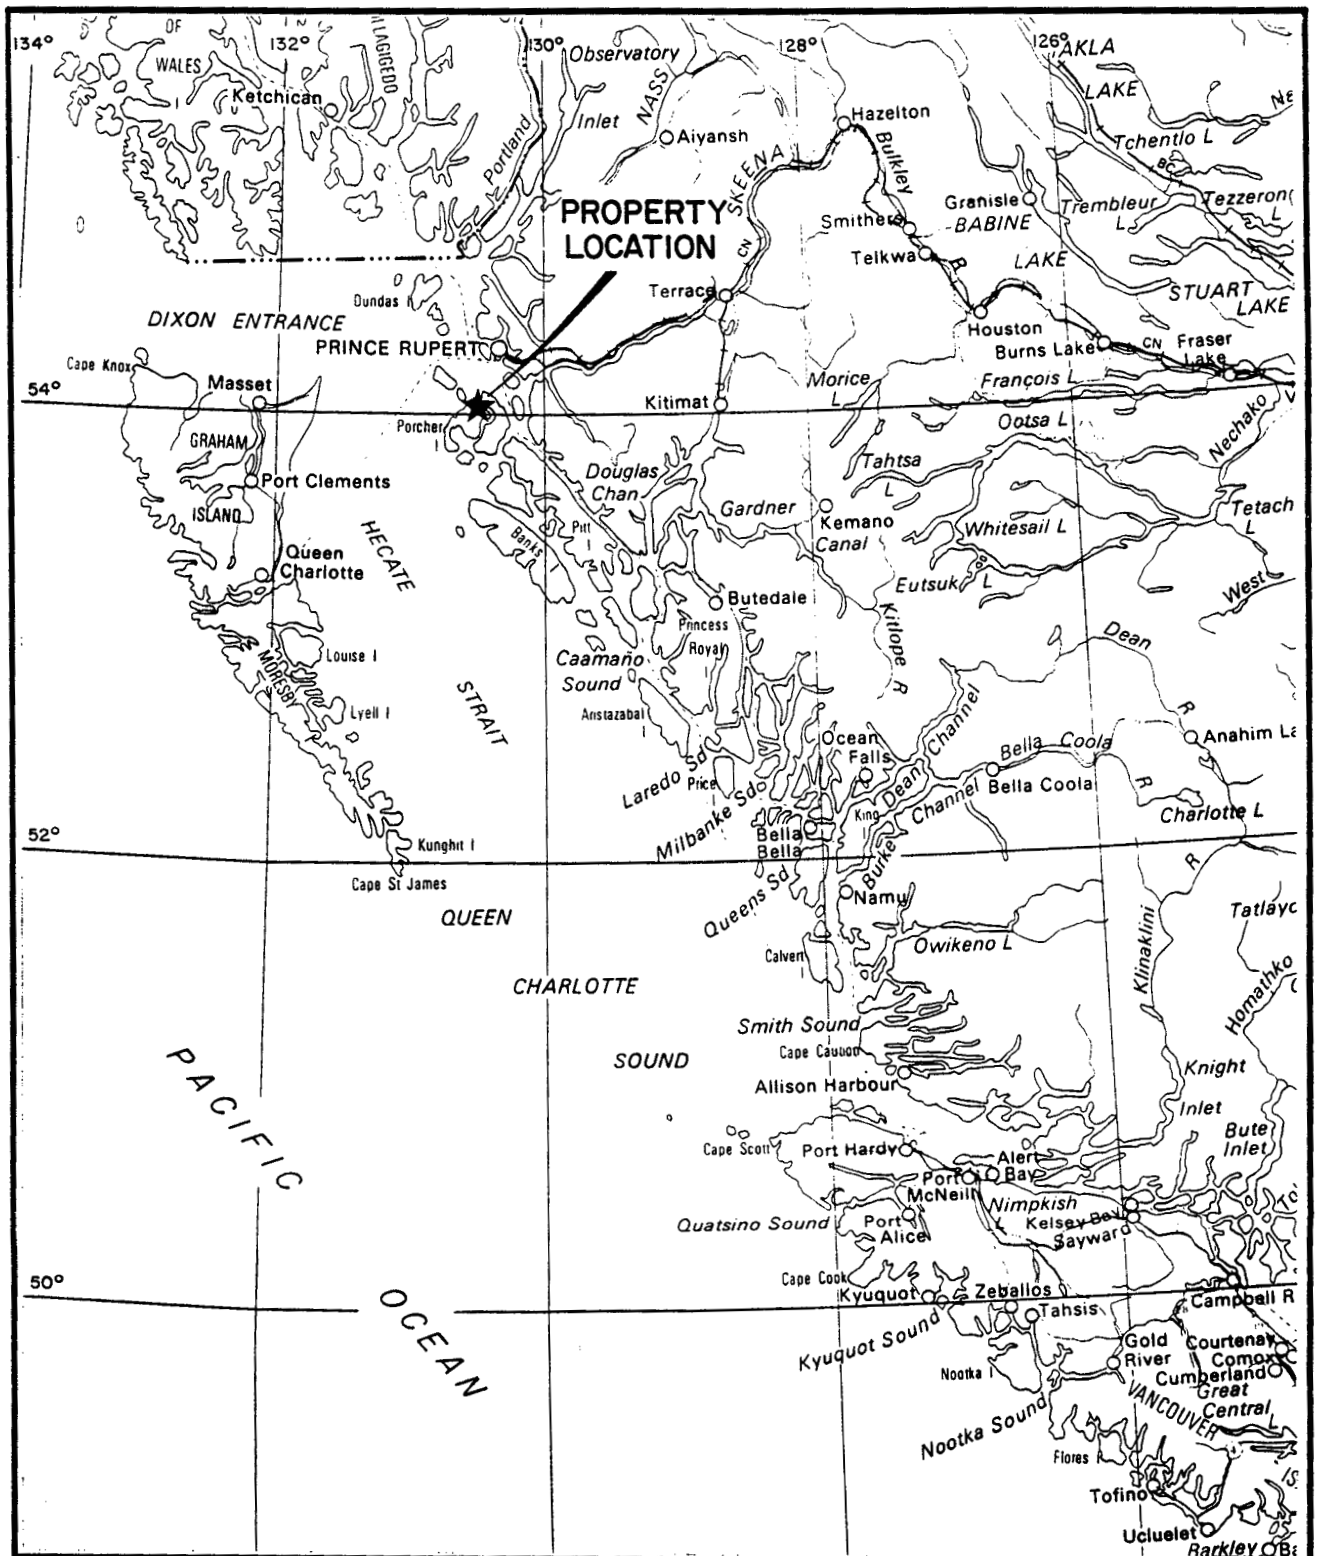 134°
OF
WALES
I
132°
Ketchican
130°
Observatory
Inlet
Portland
NASS
Aiyansh
128°
Hazelton
Bulkley
SKEENA
CN
126°
LAKE
Tchentlo L
BC
Granisle
BABINE
LAKE
Trembleur
L
Tezzeron
L
STUART
LAKE
Smithers
Telkwa
R
PROPERTY
LOCATION
Terrace
Houston
Burns Lake
CN
Fraser
Lake
Dundas I
DIXON ENTRANCE
PRINCE RUPERT
Cape Knox
Masset
54°
Porcher
I
Kitimat
Morice
L
François L
Ootsa L
Nechako
GRAHAM
ISLAND
Port Clements
Queen
Charlotte
HECATE
STRAIT
Douglas
Chan
Banks
I
Pitt
I
Gardner
Canal
Kemano
Tahtsa
L
Whitesail L
Eutsuk L
Tetach
L
West
Butedale
Princess
Royal
I
Kitlope
R
Dean
R
MORESBY
I
Louise I
Lyell I
Caamaño
Sound
Aristazabal
I
Laredo Sd
Price
I
Milbanke Sd
Ocean
Falls
King
I
Dean
Channel
Burke
Channel
Bella Coola
R
Bella Coola
Anahim La
Charlotte L
Bella
Bella
52°
Kunghit I
Cape St James
Queens Sd
Namu
Owikeno L
Calvert
I
QUEEN
CHARLOTTE
SOUND
Klinaklini
R
Tatlayc
Homathko
Smith Sound
Cape Caution
Allison Harbour
Knight
Inlet
Bute
Inlet
PACIFIC
OCEAN
Cape Scott
Port Hardy
Port
McNeill
Alert
Bay
Nimpkish
L
Kelsey Bay
Sayward
Quatsino Sound
Port
Alice
50°
Cape Cook
Kyuquot
Kyuquot Sound
Zeballos
Tahsis
Campbell R
Gold
River
Courtenay
Comox
Cumberland
Nootka I
Nootka Sound
VANCOUVER
IS
Great
Central
L
Flores I
Tofino
Ucluelet
Barkley
Ba